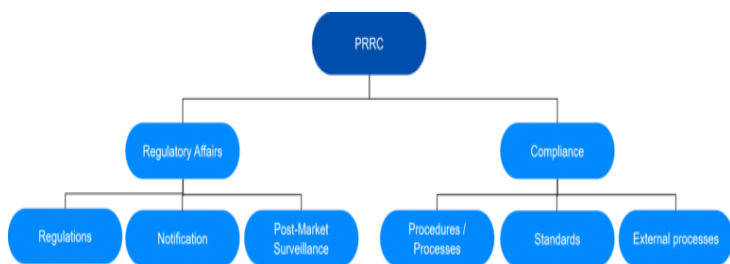 PRRC
Regulatory Affairs
Compliance
Regulations
Notification
Post-Market
Surveillance
Procedures /
Processes
Standards
External processes